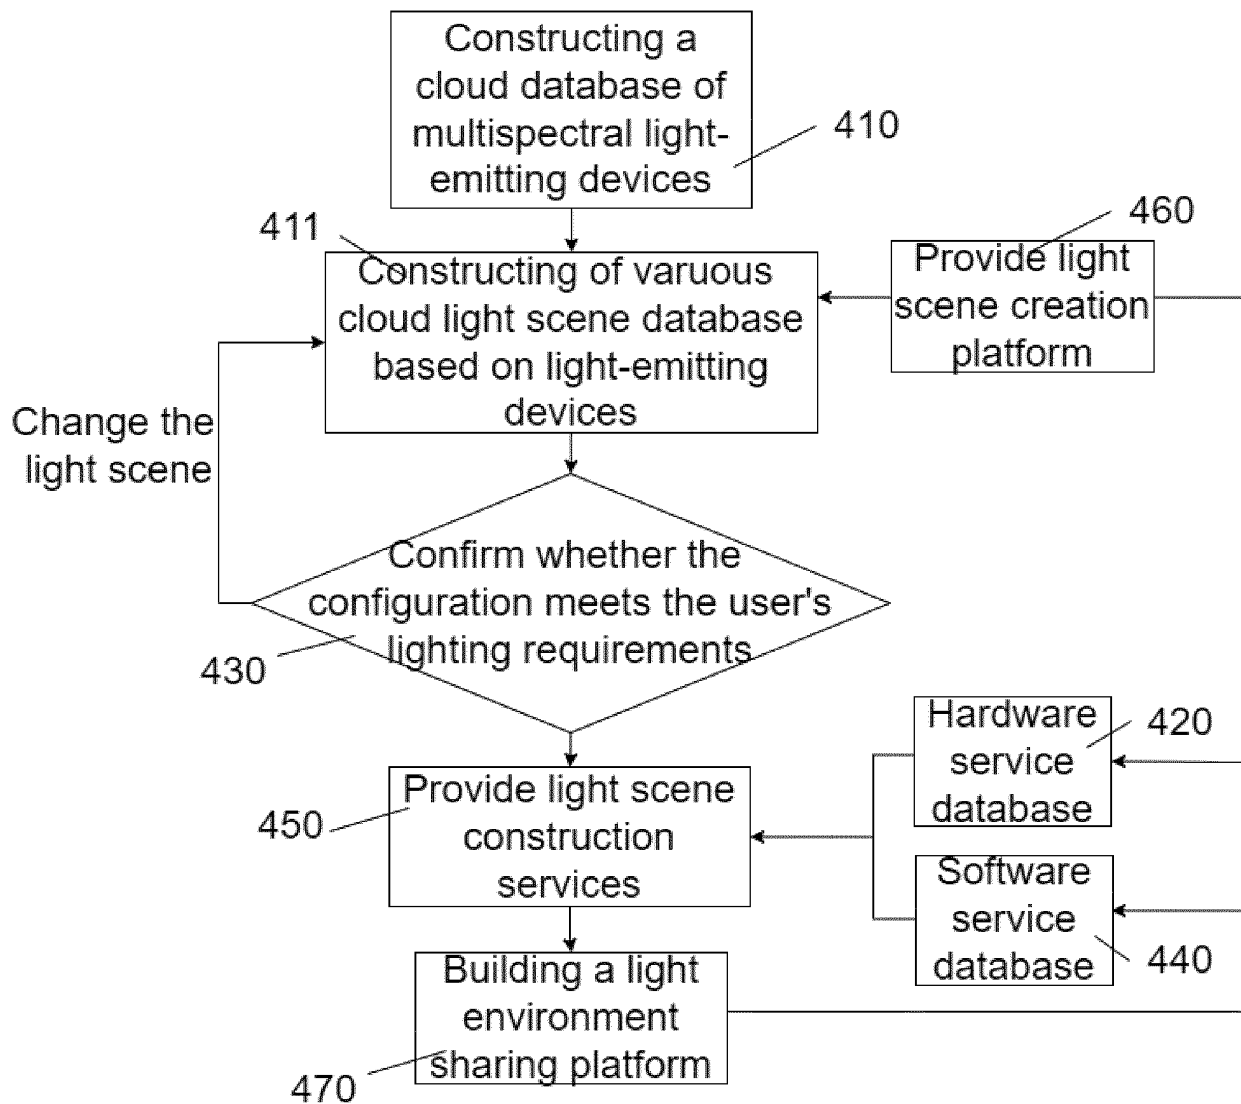 Constructing a
cloud database of
multispectral light-
emitting devices
410
411
460
Constructing of varuous
cloud light scene database
based on light-emitting
devices
Provide light
scene creation
platform
Change the
light scene
Confirm whether the
configuration meets the user's
lighting requirements
430
Hardware
service
database
420
Provide light scene
construction
services
450
Software
service
database
440
Building a light
environment
sharing platform
470